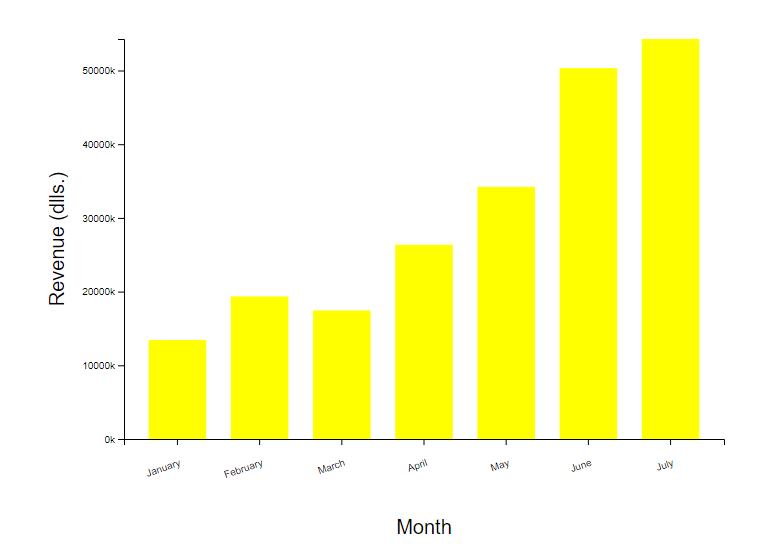 50000k
40000k
30000k
20000k
10000k
0k
Revenue (dlls.)
January February March April May June July
Month